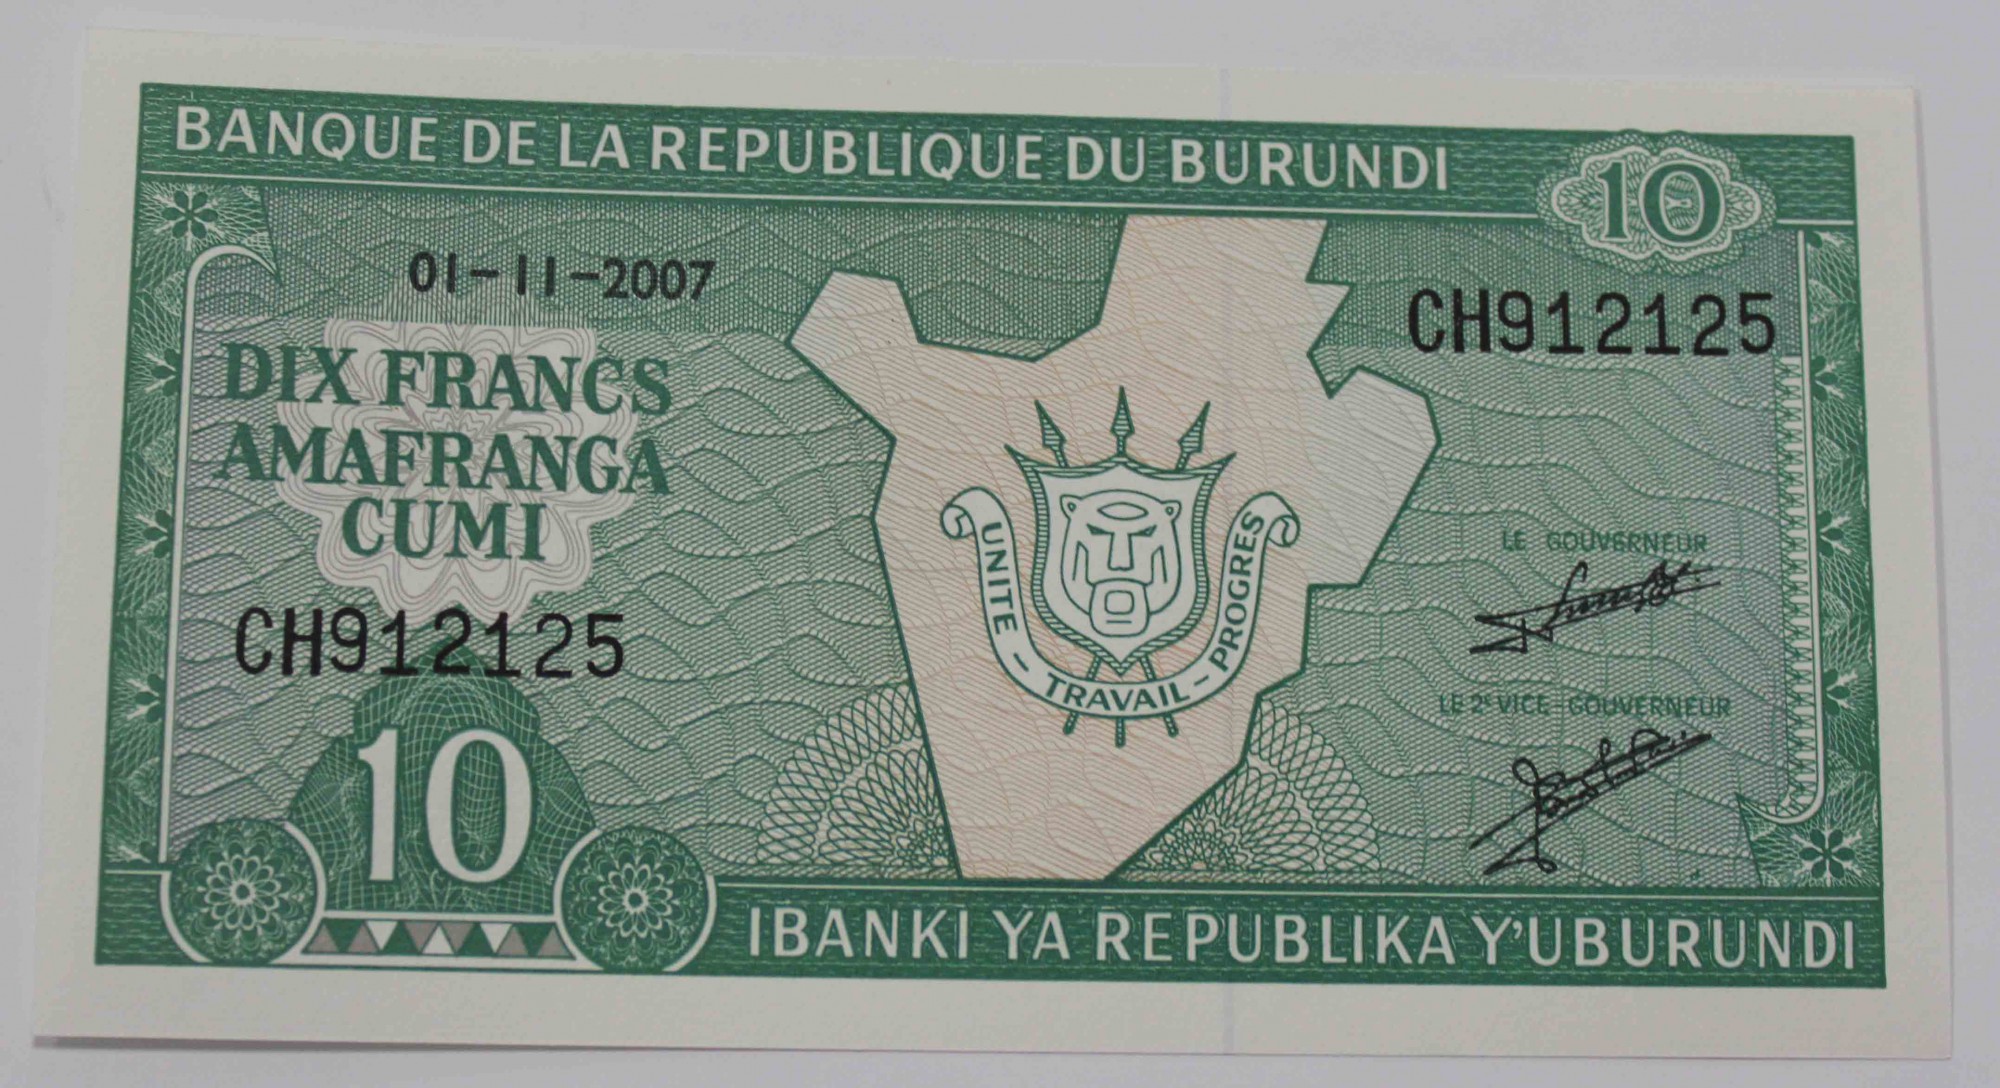 BANQUE DE LA REPUBLIQUE DU BURUNDI
10
01-11-2007
CH912125
DIX FRANCS
AMAFRANGA
CUMI
UNITE - TRAVAIL - PROGRES
LE GOUVERNEUR
CH912125
LE 2e VICE GOUVERNEUR
10
IBANKI YA REPUBLIKA Y'UBURUNDI